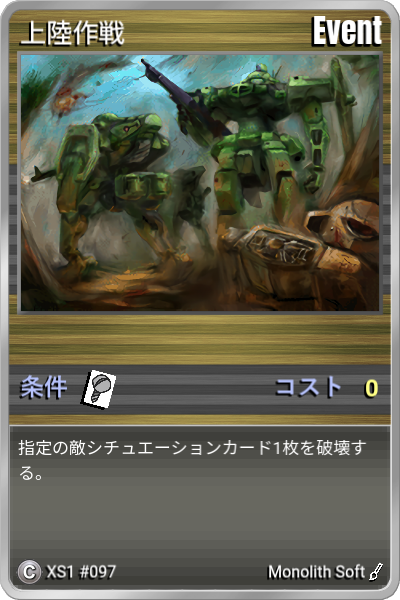 上陸作戦
Event
条件
コスト 0
指定の敵シチュエーションカード1枚を破壊す
る。
C XS1 #097
Monolith Soft